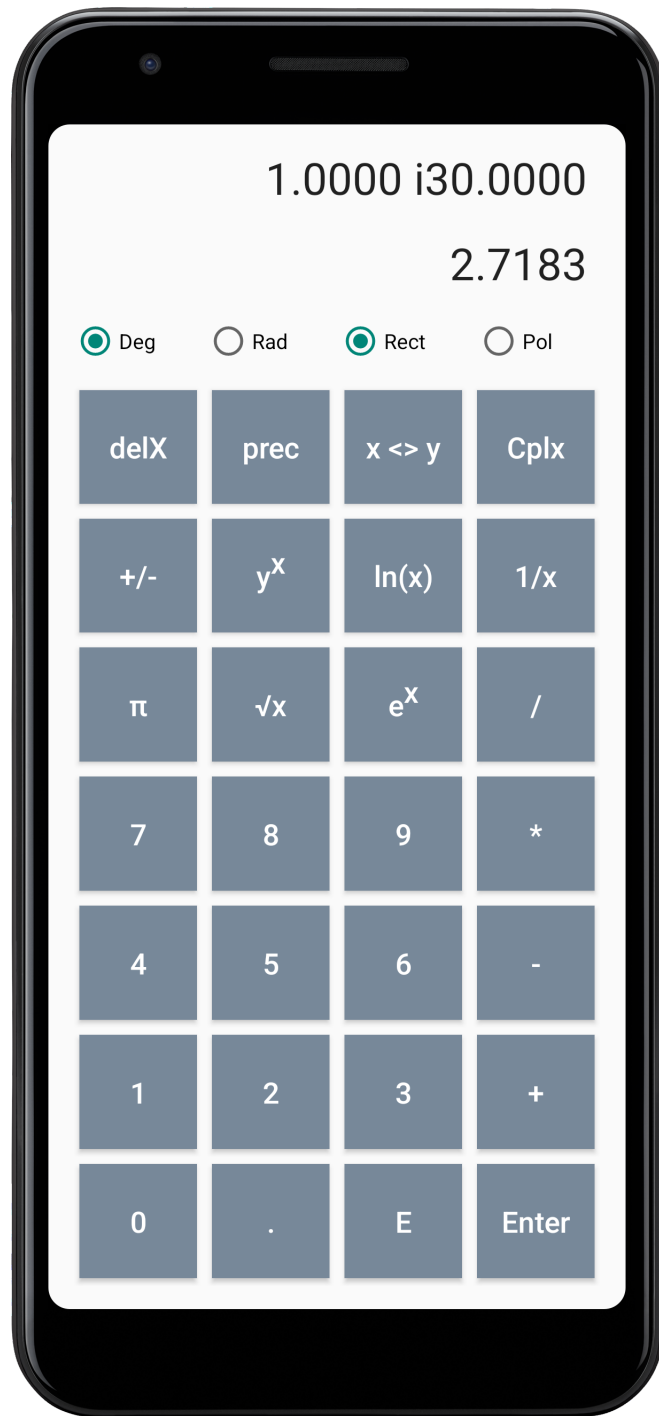 1.0000 i30.0000
2.7183
Deg Rad Rect Pol
delX prec x <> y Cplx
+/- yˣ ln(x) 1/x
π √x eˣ /
7 8 9 *
4 5 6 -
1 2 3 +
0 . E Enter